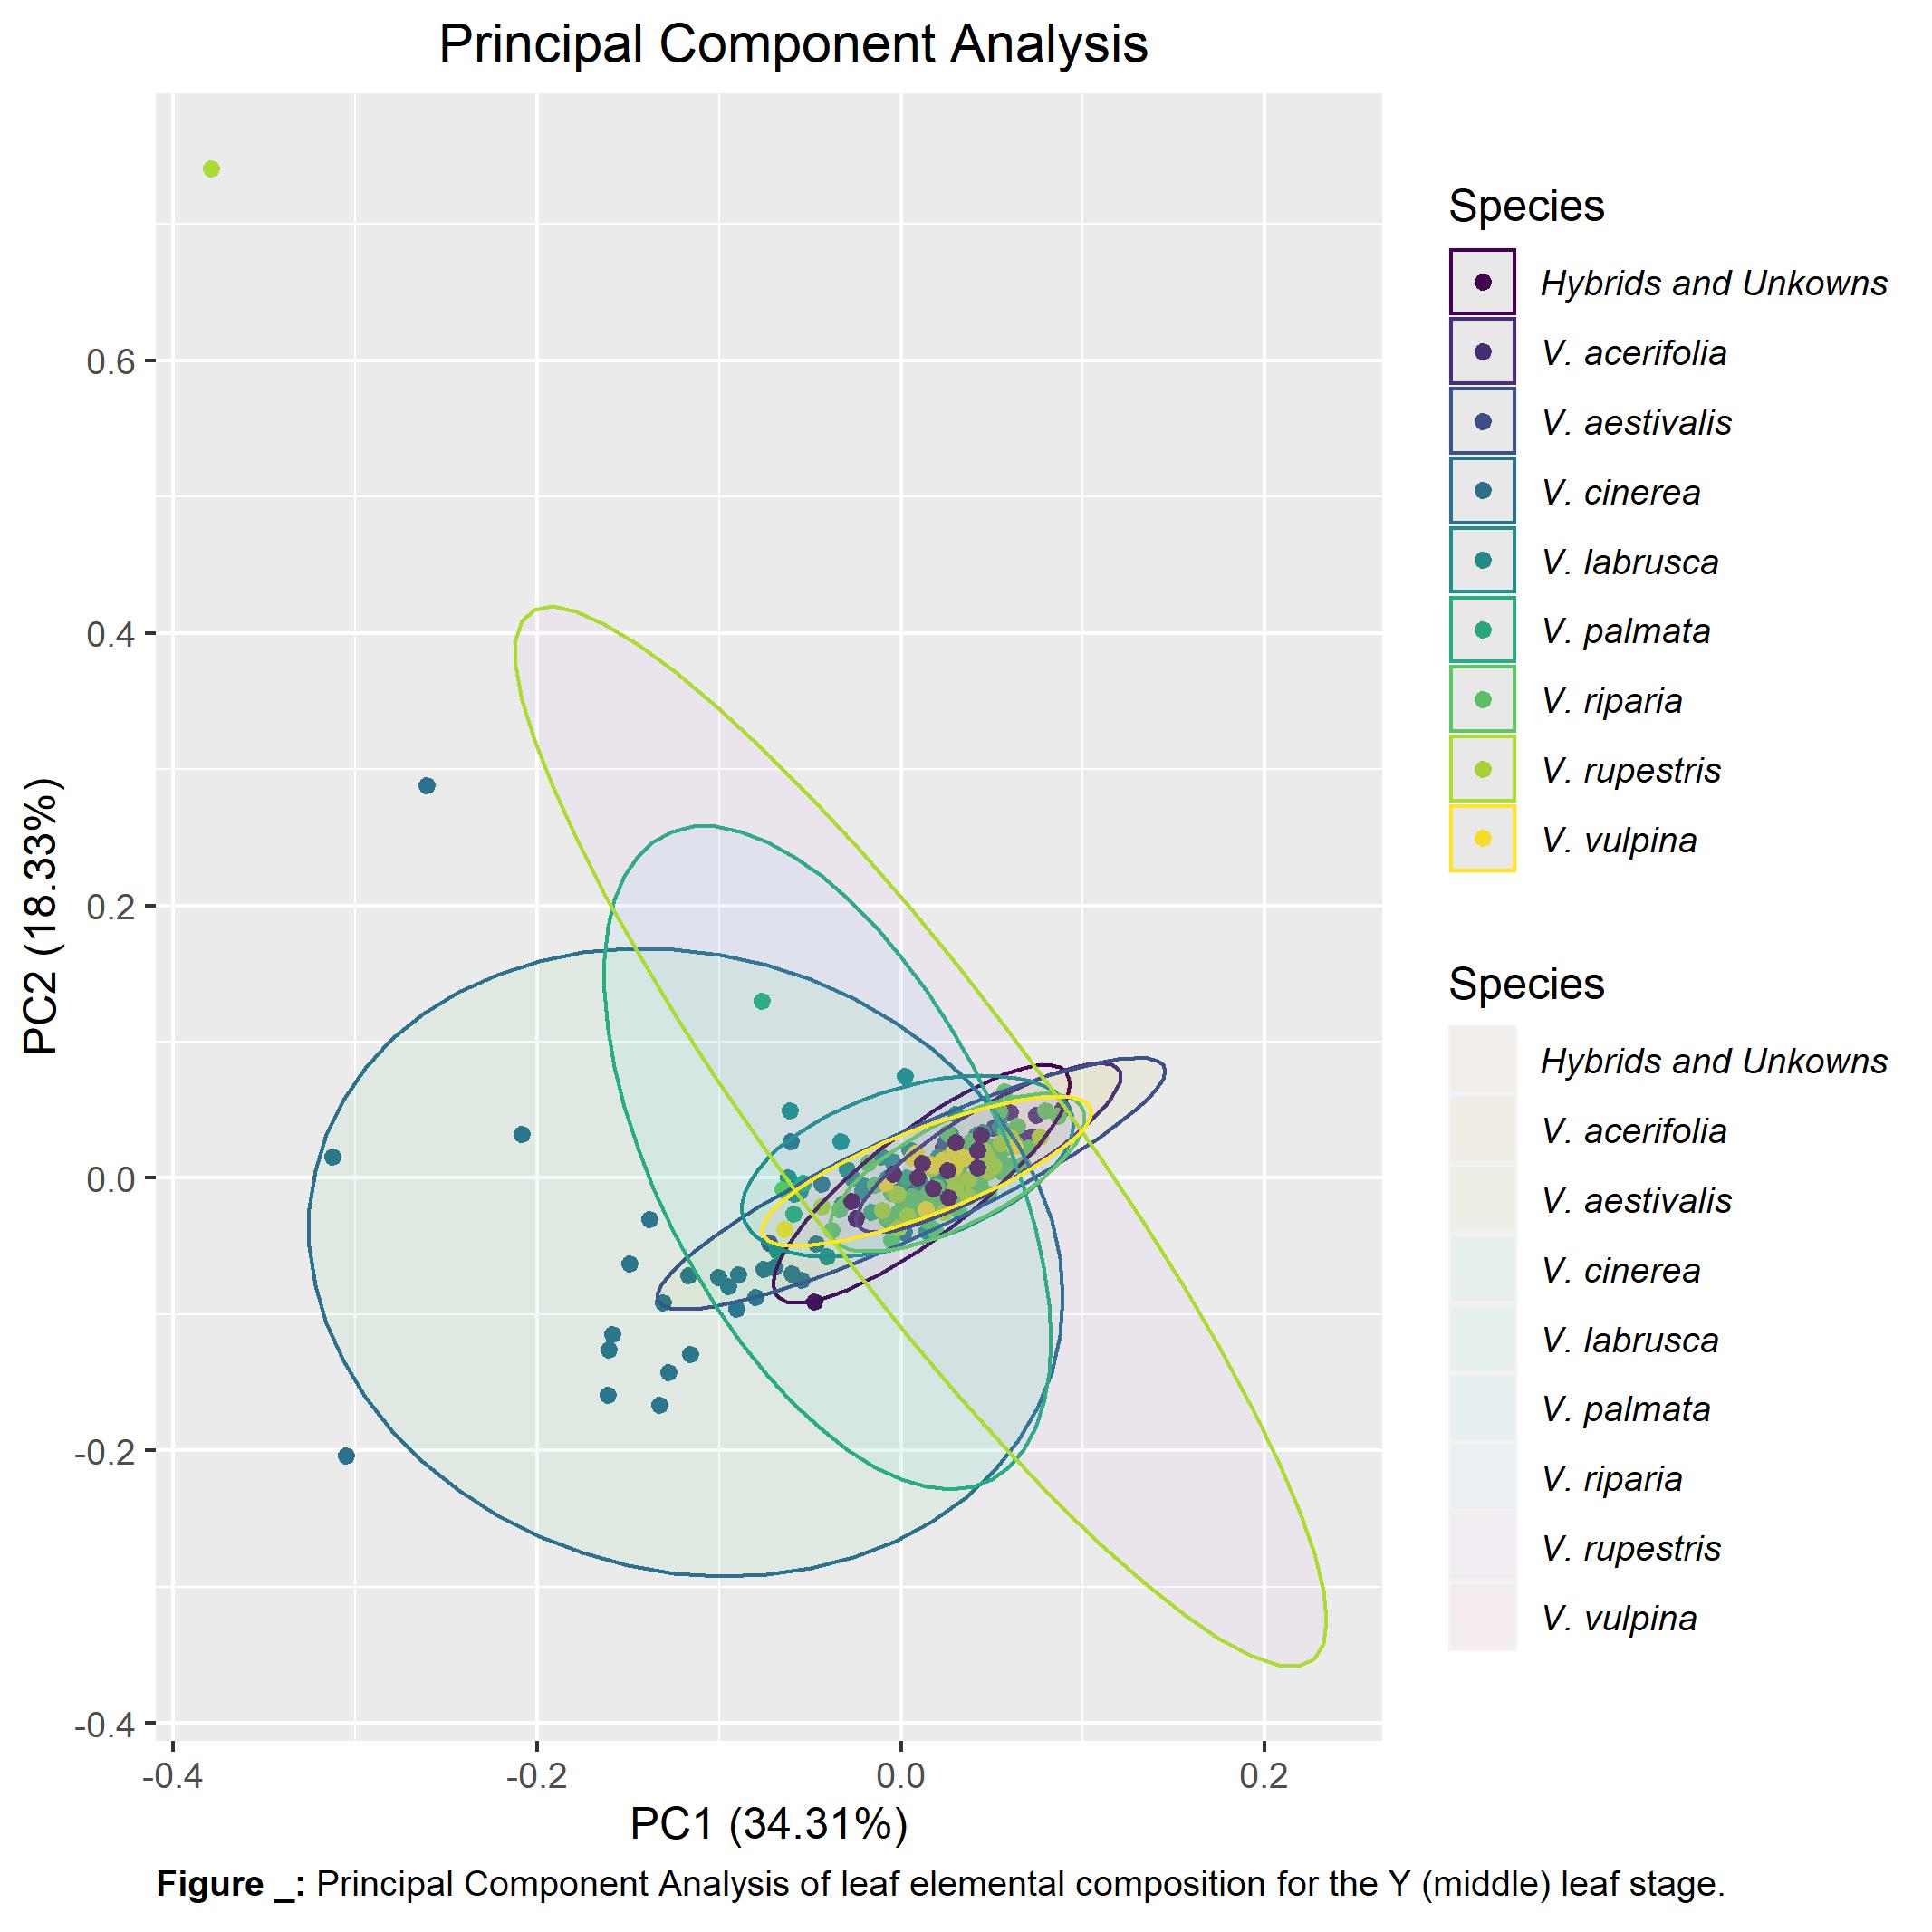 Principal Component Analysis
Species
Hybrids and Unkowns
V. acerifolia
V. aestivalis
V. cinerea
V. labrusca
V. palmata
V. riparia
V. rupestris
V. vulpina
Species
Hybrids and Unkowns
V. acerifolia
V. aestivalis
V. cinerea
V. labrusca
V. palmata
V. riparia
V. rupestris
V. vulpina
PC2 (18.33%)
0.6
0.4
0.2
0.0
-0.2
-0.4
-0.4 -0.2 0.0 0.2
PC1 (34.31%)
Figure _: Principal Component Analysis of leaf elemental composition for the Y (middle) leaf stage.